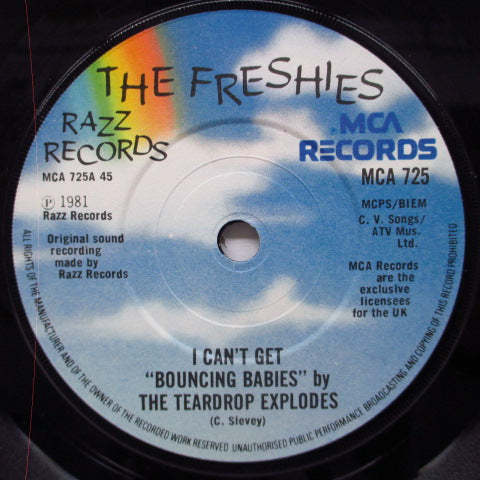 THE FRESHIES
RAZZ
RECORDS
MCA
RECORDS
MCA 725A 45
MCA 725
Ⓟ 1981
Razz Records
MCPS/BIEM
C. V. Songs/
ATV Mus.
Ltd.
Original sound
recording
made by
Razz Records
MCA Records
are the
exclusive
licensees
for the UK
I CAN'T GET
"BOUNCING BABIES" by
THE TEARDROP EXPLODES
(C. Slevey)
ALL RIGHTS OF THE MANUFACTURER AND OF THE OWNER OF THE RECORDED WORK RESERVED UNAUTHORISED PUBLIC PERFORMANCE BROADCASTING AND COPYING OF THIS RECORD PROHIBITED